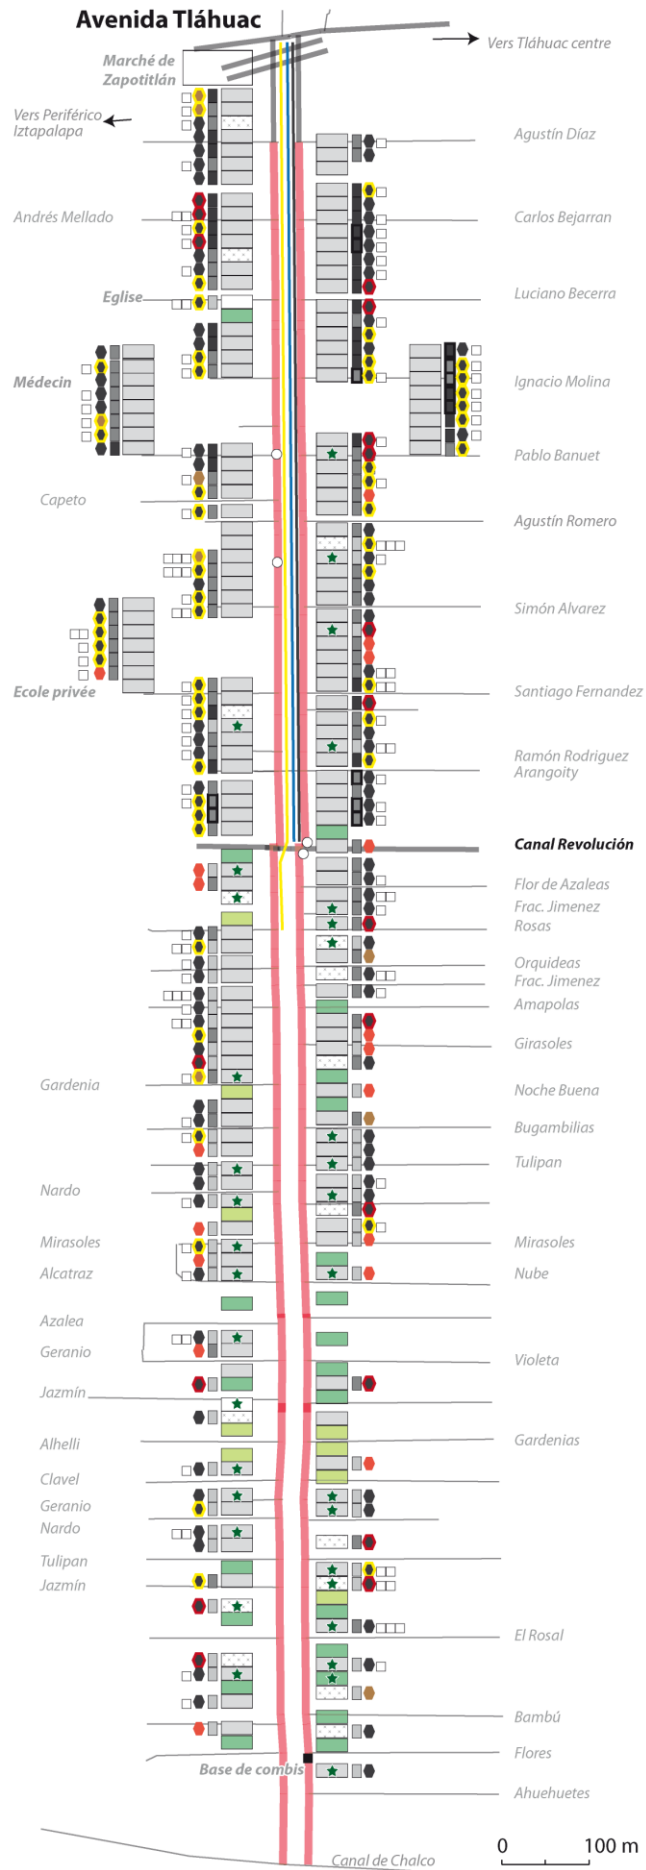 Avenida Tláhuac
Vers Tláhuac centre
Marché de
Zapotitlán
Vers Periférico
Iztapalapa
Agustín Díaz
Andrés Mellado
Carlos Bejarran
Eglise
Luciano Becerra
Médecin
Ignacio Molina
Pablo Banuet
Capeto
Agustín Romero
Simón Alvarez
Ecole privée
Santiago Fernandez
Ramón Rodriguez
Arangoity
Canal Revolución
Flor de Azaleas
Frac. Jimenez
Rosas
Orquideas
Frac. Jimenez
Amapolas
Girasoles
Gardenia
Noche Buena
Bugambilias
Tulipan
Nardo
Mirasoles
Mirasoles
Alcatraz
Nube
Azalea
Geranio
Violeta
Jazmín
Alhelli
Gardenias
Clavel
Geranio
Nardo
Tulipan
Jazmín
El Rosal
Bambú
Flores
Base de combis
Ahuehuetes
Canal de Chalco
0 100 m